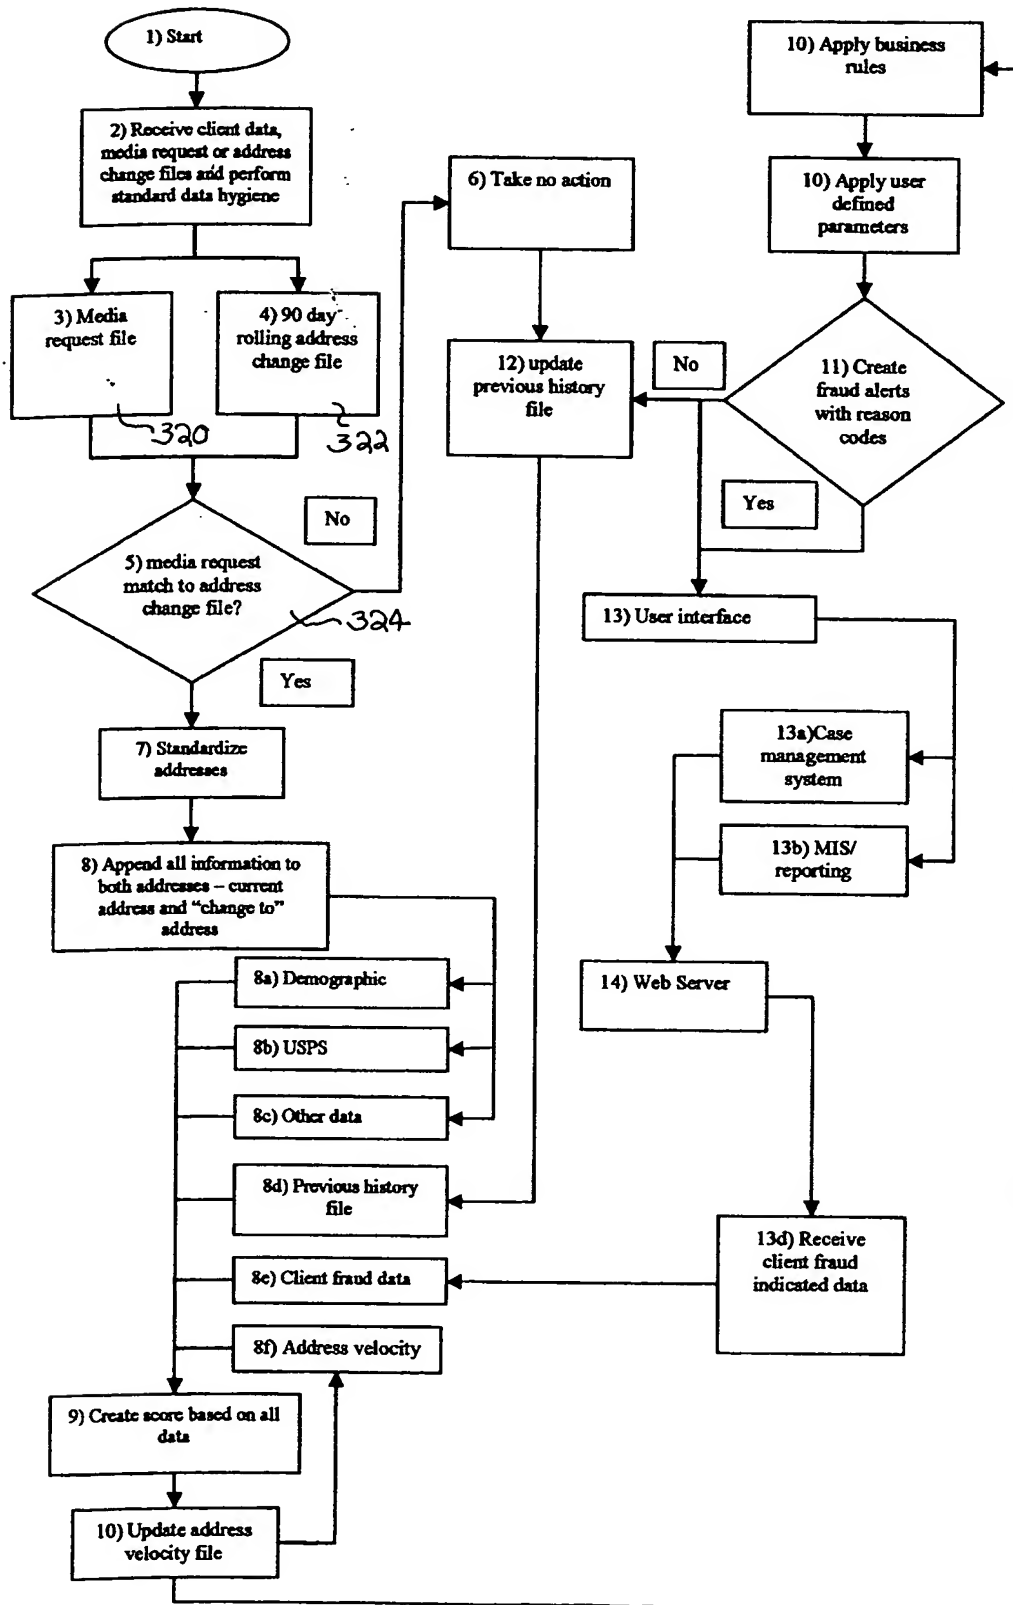 1) Start
2) Receive client data,
media request or address
change files and perform
standard data hygiene
3) Media
request file
320
4) 90 day
rolling address
change file
322
5) media request
match to address
change file?
324
No
Yes
6) Take no action
7) Standardize
addresses
8) Append all information to
both addresses – current
address and “change to”
address
8a) Demographic
8b) USPS
8c) Other data
8d) Previous history
file
8e) Client fraud data
8f) Address velocity
9) Create score based on all
data
10) Update address
velocity file
10) Apply business
rules
10) Apply user
defined
parameters
11) Create
fraud alerts
with reason
codes
No
Yes
12) update
previous history
file
13) User interface
13a)Case
management
system
13b) MIS/
reporting
14) Web Server
13d) Receive
client fraud
indicated data